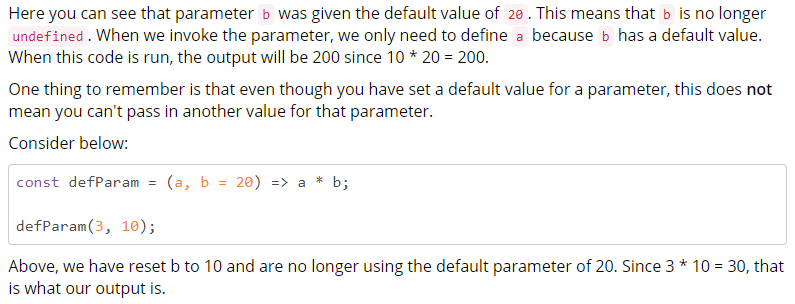 Here you can see that parameter b was given the default value of 20. This means that b is no longer
undefined. When we invoke the parameter, we only need to define a because b has a default value.
When this code is run, the output will be 200 since 10 * 20 = 200.
One thing to remember is that even though you have set a default value for a parameter, this does not
mean you can't pass in another value for that parameter.
Consider below:
const defParam = (a, b = 20) => a * b;
defParam(3, 10);
Above, we have reset b to 10 and are no longer using the default parameter of 20. Since 3 * 10 = 30, that
is what our output is.